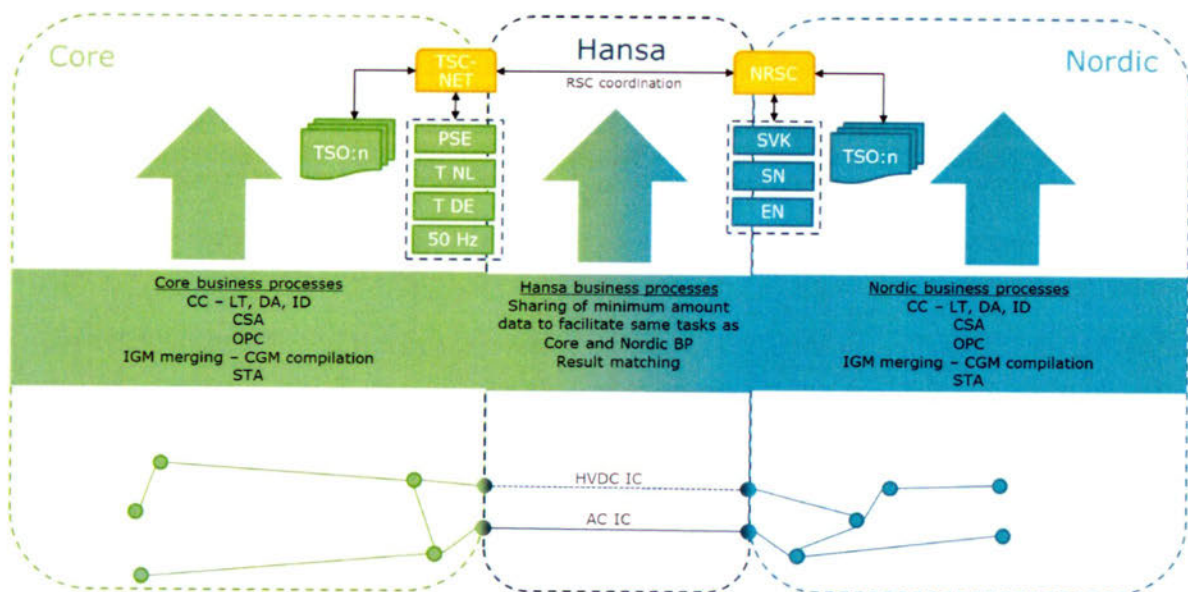 Core
Hansa
Nordic
TSC-
NET
RSC coordination
NRSC
TSO:n
PSE
T NL
T DE
50 Hz
SVK
SN
EN
TSO:n
Core business processes
CC – LT, DA, ID
CSA
OPC
IGM merging – CGM compilation
STA
Hansa business processes
Sharing of minimum amount
data to facilitate same tasks as
Core and Nordic BP
Result matching
Nordic business processes
CC – LT, DA, ID
CSA
OPC
IGM merging – CGM compilation
STA
HVDC IC
AC IC